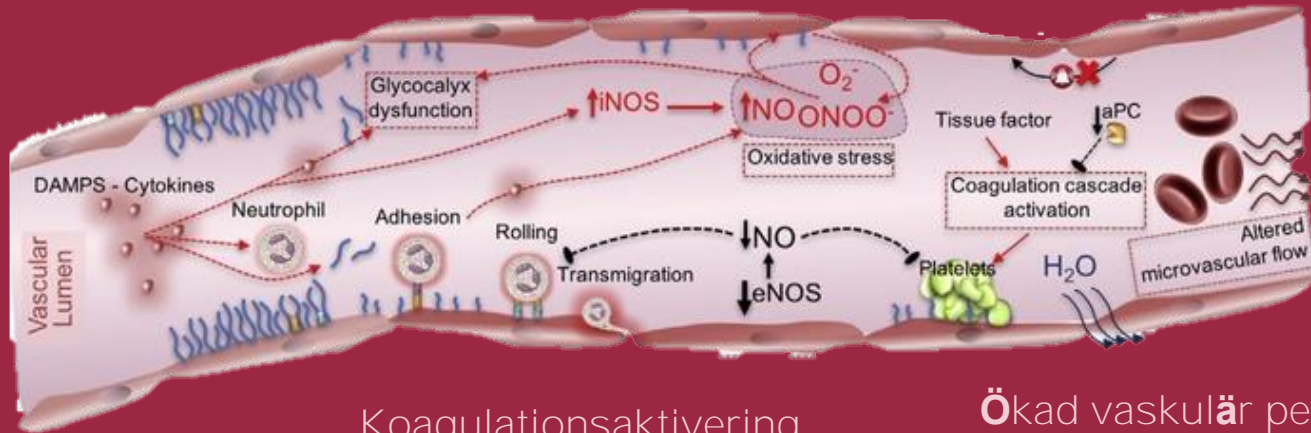 Glycocalyx
dysfunction
DAMPS - Cytokines
Neutrophil
Adhesion
Rolling
Transmigration
Vascular
Lumen
↑iNOS
O₂⁻
↑NO ONOO⁻
Oxidative stress
↓NO
↓eNOS
Tissue factor
↓aPC
Coagulation cascade
activation
Platelets
H₂O
Altered
microvascular flow
Koagulationsaktivering
Ökad vaskulär pe